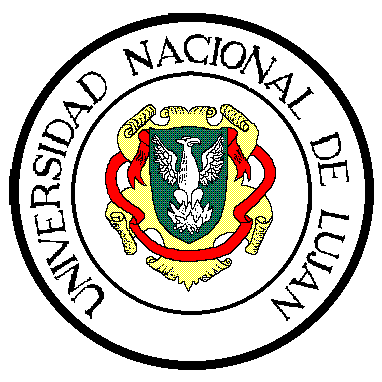 UNIVERSIDAD NACIONAL DE LUJAN